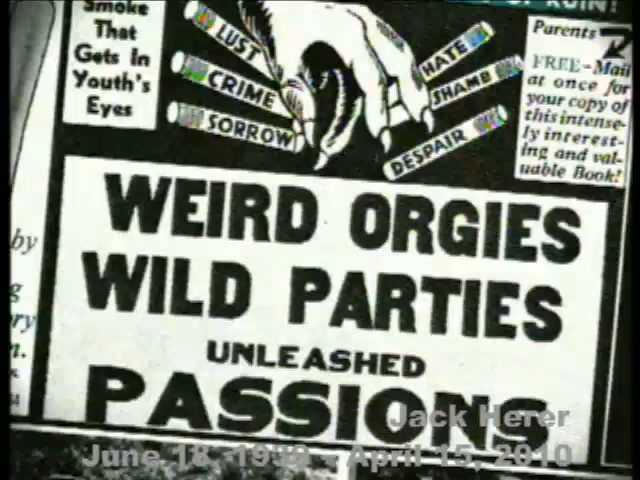 RUIN!
Smoke
That
Gets In
Youth's
Eyes
LUST
CRIME
SORROW
HATE
SHAME
DESPAIR
Parents
FREE-Mail
at once for
your copy of
this intense-
ly interest-
ing and val-
uable Book!
by
WEIRD ORGIES
WILD PARTIES
UNLEASHED
PASSIONS
Jack Herer
June 18, 1939 - April 15, 2010